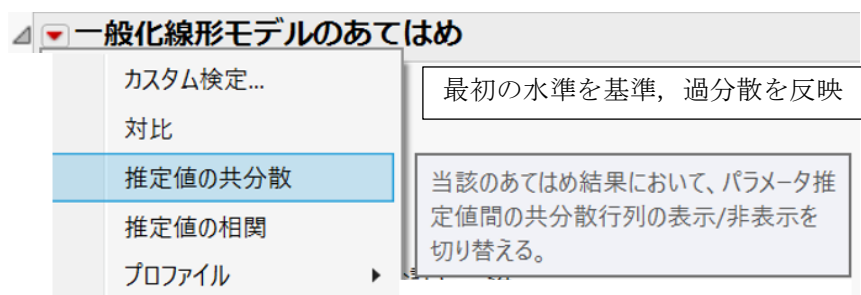 一般化線形モデルのあてはめ
カスタム検定...
最初の水準を基準，過分散を反映
対比
推定値の共分散
当該のあてはめ結果において、パラメータ推
定値間の共分散行列の表示/非表示を
切り替える。
推定値の相関
プロファイル